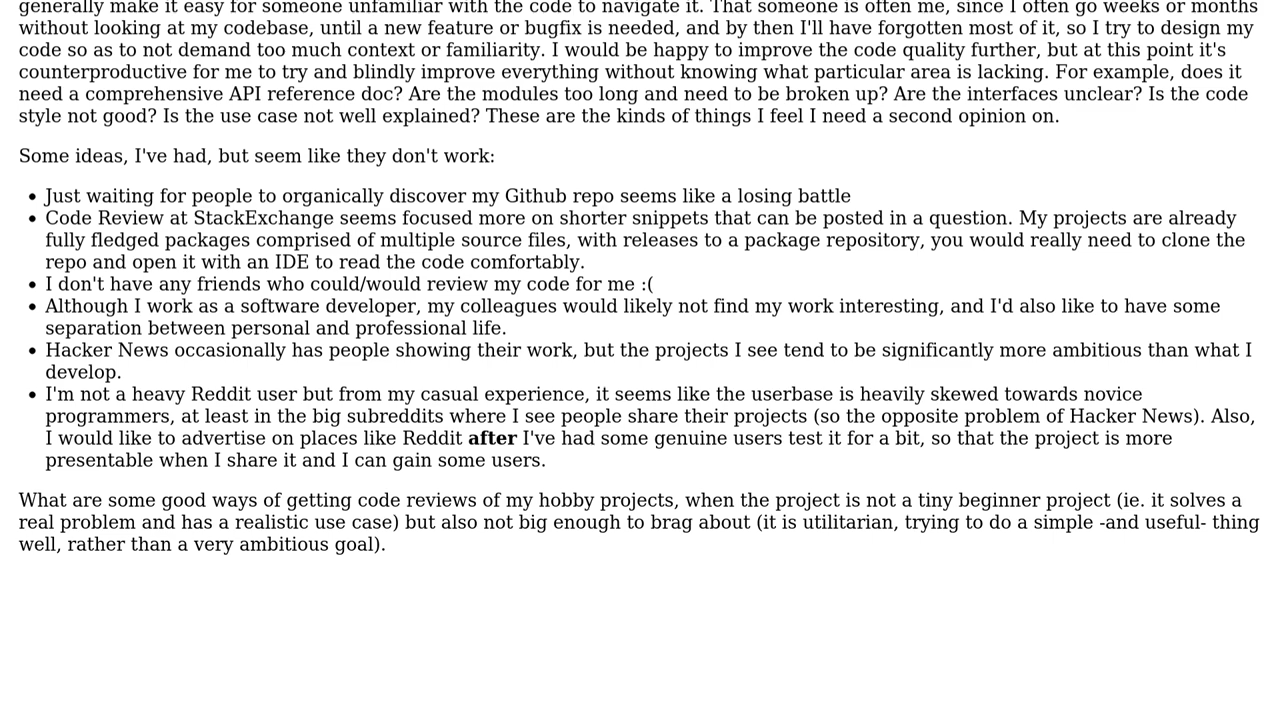 generally make it easy for someone unfamiliar with the code to navigate it. That someone is often me, since I often go weeks or months
without looking at my codebase, until a new feature or bugfix is needed, and by then I'll have forgotten most of it, so I try to design my
code so as to not demand too much context or familiarity. I would be happy to improve the code quality further, but at this point it's
counterproductive for me to try and blindly improve everything without knowing what particular area is lacking. For example, does it
need a comprehensive API reference doc? Are the modules too long and need to be broken up? Are the interfaces unclear? Is the code
style not good? Is the use case not well explained? These are the kinds of things I feel I need a second opinion on.
Some ideas, I've had, but seem like they don't work:
• Just waiting for people to organically discover my Github repo seems like a losing battle
• Code Review at StackExchange seems focused more on shorter snippets that can be posted in a question. My projects are already
fully fledged packages comprised of multiple source files, with releases to a package repository, you would really need to clone the
repo and open it with an IDE to read the code comfortably.
• I don't have any friends who could/would review my code for me :(
• Although I work as a software developer, my colleagues would likely not find my work interesting, and I'd also like to have some
separation between personal and professional life.
• Hacker News occasionally has people showing their work, but the projects I see tend to be significantly more ambitious than what I
develop.
• I'm not a heavy Reddit user but from my casual experience, it seems like the userbase is heavily skewed towards novice
programmers, at least in the big subreddits where I see people share their projects (so the opposite problem of Hacker News). Also,
I would like to advertise on places like Reddit after I've had some genuine users test it for a bit, so that the project is more
presentable when I share it and I can gain some users.
What are some good ways of getting code reviews of my hobby projects, when the project is not a tiny beginner project (ie. it solves a
real problem and has a realistic use case) but also not big enough to brag about (it is utilitarian, trying to do a simple -and useful- thing
well, rather than a very ambitious goal).